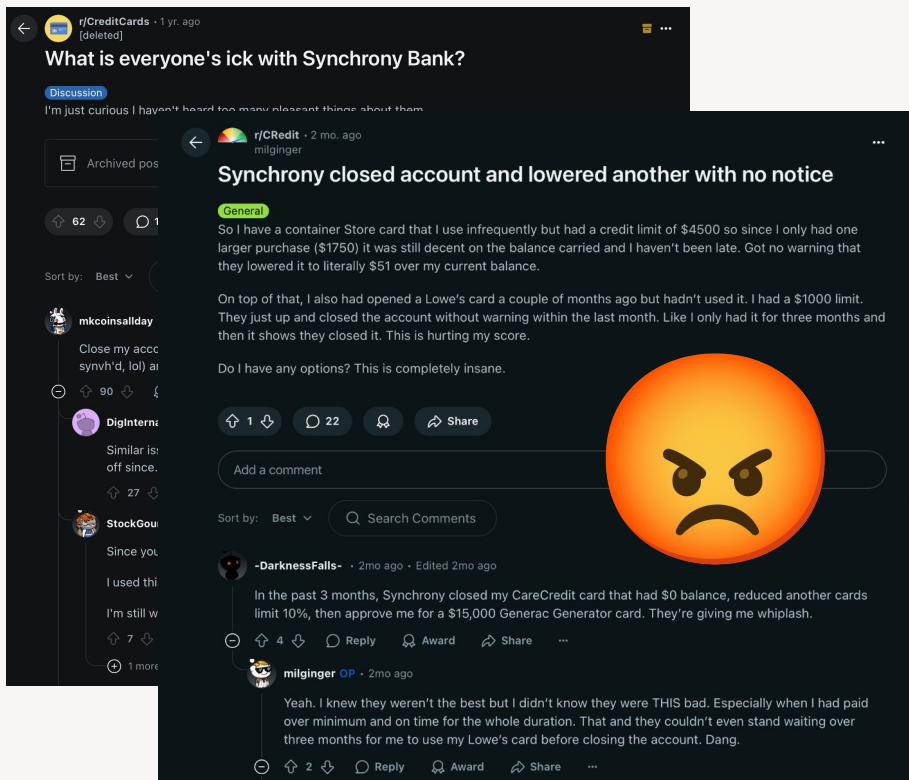 r/CreditCards • 1 yr. ago
[deleted]
What is everyone's ick with Synchrony Bank?
Discussion
I'm just curious I haven't heard too many pleasant things about them
Archived pos
62
1
Sort by: Best
mkcoinsallday
Close my acco
synvh'd, lol) ar
90
DigInterna
Similar iss
off since.
27
StockGour
Since you
I used thi
I'm still w
7
1 more
r/CRedit • 2 mo. ago
milginger
Synchrony closed account and lowered another with no notice
General
So I have a container Store card that I use infrequently but had a credit limit of $4500 so since I only had one
larger purchase ($1750) it was still decent on the balance carried and I haven't been late. Got no warning that
they lowered it to literally $51 over my current balance.
On top of that, I also had opened a Lowe's card a couple of months ago but hadn't used it. I had a $1000 limit.
They just up and closed the account without warning within the last month. Like I only had it for three months and
then it shows they closed it. This is hurting my score.
Do I have any options? This is completely insane.
1 22 Share
Add a comment
Sort by: Best Search Comments
-DarknessFalls- • 2mo ago • Edited 2mo ago
In the past 3 months, Synchrony closed my CareCredit card that had $0 balance, reduced another cards
limit 10%, then approve me for a $15,000 Generac Generator card. They're giving me whiplash.
4 Reply Award Share ...
milginger OP • 2mo ago
Yeah. I knew they weren't the best but I didn't know they were THIS bad. Especially when I had paid
over minimum and on time for the whole duration. That and they couldn't even stand waiting over
three months for me to use my Lowe's card before closing the account. Dang.
2 Reply Award Share ...